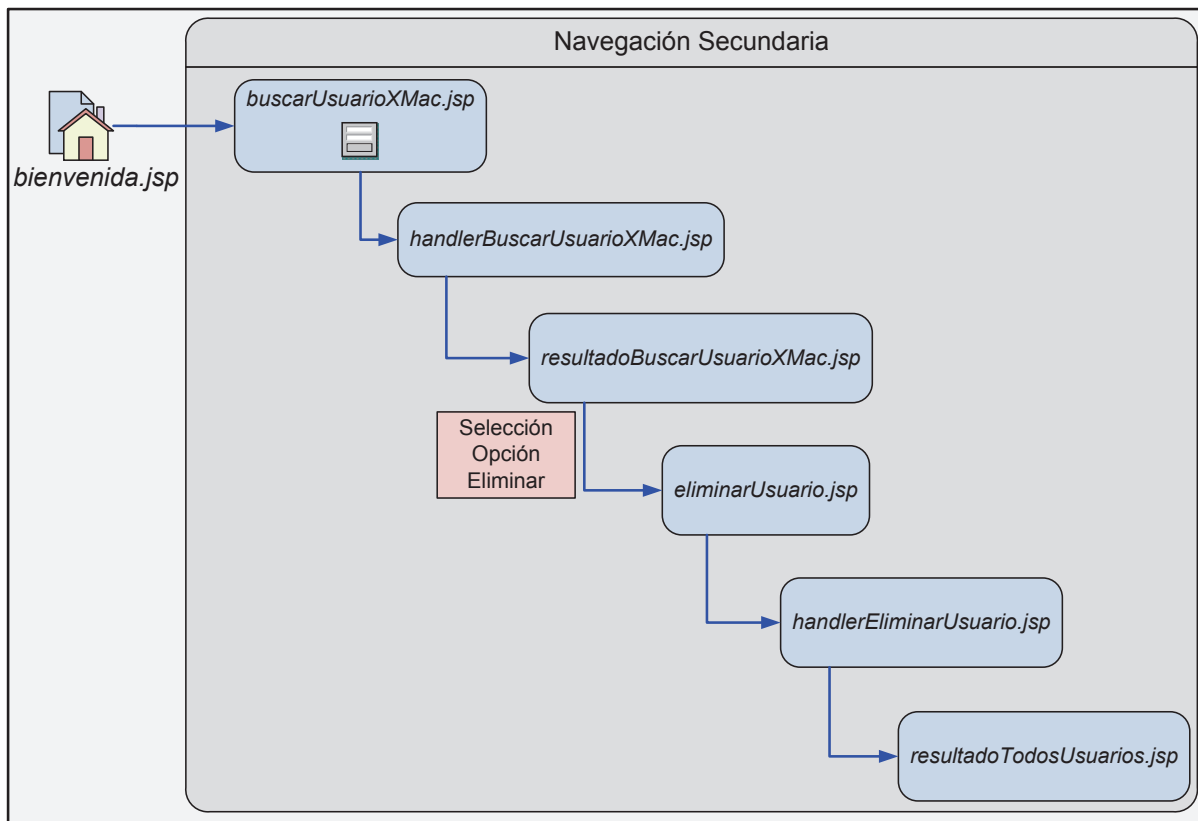 Navegación Secundaria
buscarUsuarioXMac.jsp
bienvenida.jsp
handlerBuscarUsuarioXMac.jsp
resultadoBuscarUsuarioXMac.jsp
Selección
Opción
Eliminar
eliminarUsuario.jsp
handlerEliminarUsuario.jsp
resultadoTodosUsuarios.jsp